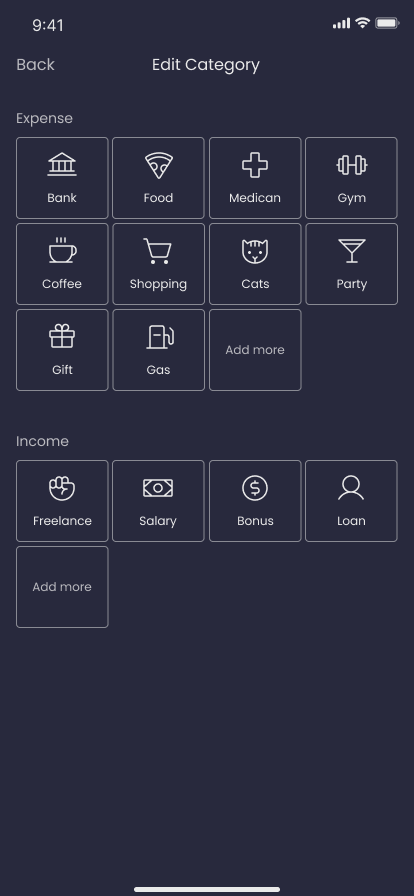 9:41
Back Edit Category
Expense
Bank Food Medican Gym
Coffee Shopping Cats Party
Gift Gas Add more
Income
Freelance Salary Bonus Loan
Add more